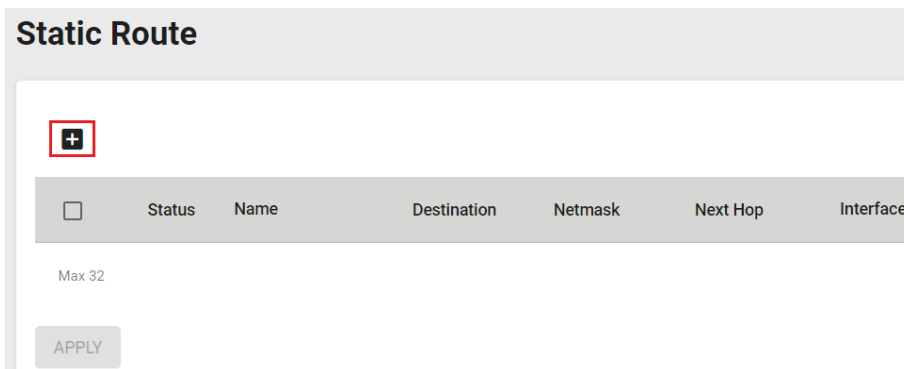 Static Route
Status Name Destination Netmask Next Hop Interface
Max 32
APPLY